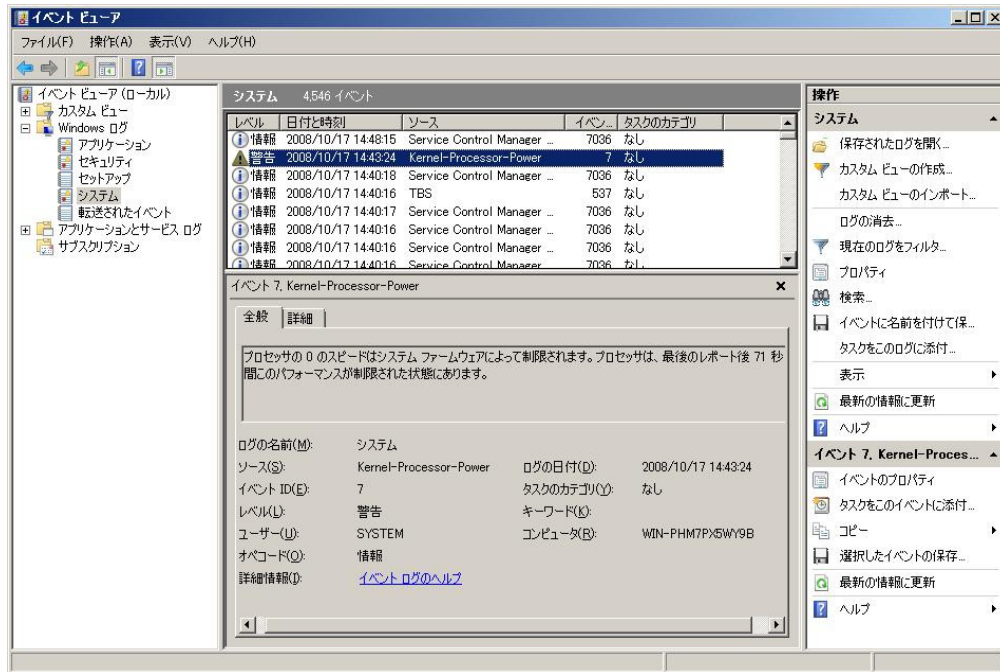 イベント ビューア
ファイル(F) 操作(A) 表示(V) ヘルプ(H)
イベント ビューア (ローカル)
カスタム ビュー
Windows ログ
アプリケーション
セキュリティ
セットアップ
システム
転送されたイベント
アプリケーションとサービス ログ
サブスクリプション
システム 4,546 イベント
レベル 日付と時刻 ソース イベン... タスクのカテゴリ
情報 2008/10/17 14:48:15 Service Control Manager ... 7036 なし
警告 2008/10/17 14:43:24 Kernel-Processor-Power 7 なし
情報 2008/10/17 14:40:18 Service Control Manager ... 7036 なし
情報 2008/10/17 14:40:16 TBS 537 なし
情報 2008/10/17 14:40:17 Service Control Manager ... 7036 なし
情報 2008/10/17 14:40:16 Service Control Manager ... 7036 なし
情報 2008/10/17 14:40:16 Service Control Manager ... 7036 なし
情報 2008/10/17 14:40:16 Service Control Manager ... 7036 なし
イベント 7, Kernel-Processor-Power
全般 詳細
プロセッサの 0 のスピードはシステム ファームウェアによって制限されます。プロセッサは、最後のレポート後 71 秒
間このパフォーマンスが制限された状態にあります。
ログの名前(M): システム
ソース(S): Kernel-Processor-Power ログの日付(D): 2008/10/17 14:43:24
イベント ID(E): 7 タスクのカテゴリ(Y): なし
レベル(L): 警告 キーワード(K):
ユーザー(U): SYSTEM コンピュータ(R): WIN-PHM7PX5WY9B
オペコード(O): 情報
詳細情報(I): イベント ログのヘルプ
操作
システム
保存されたログを開く...
カスタム ビューの作成...
カスタム ビューのインポート...
ログの消去...
現在のログをフィルタ...
プロパティ
検索...
イベントに名前を付けて保...
タスクをこのログに添付...
表示
最新の情報に更新
ヘルプ
イベント 7, Kernel-Proces...
イベントのプロパティ
タスクをこのイベントに添付...
コピー
選択したイベントの保存...
最新の情報に更新
ヘルプ